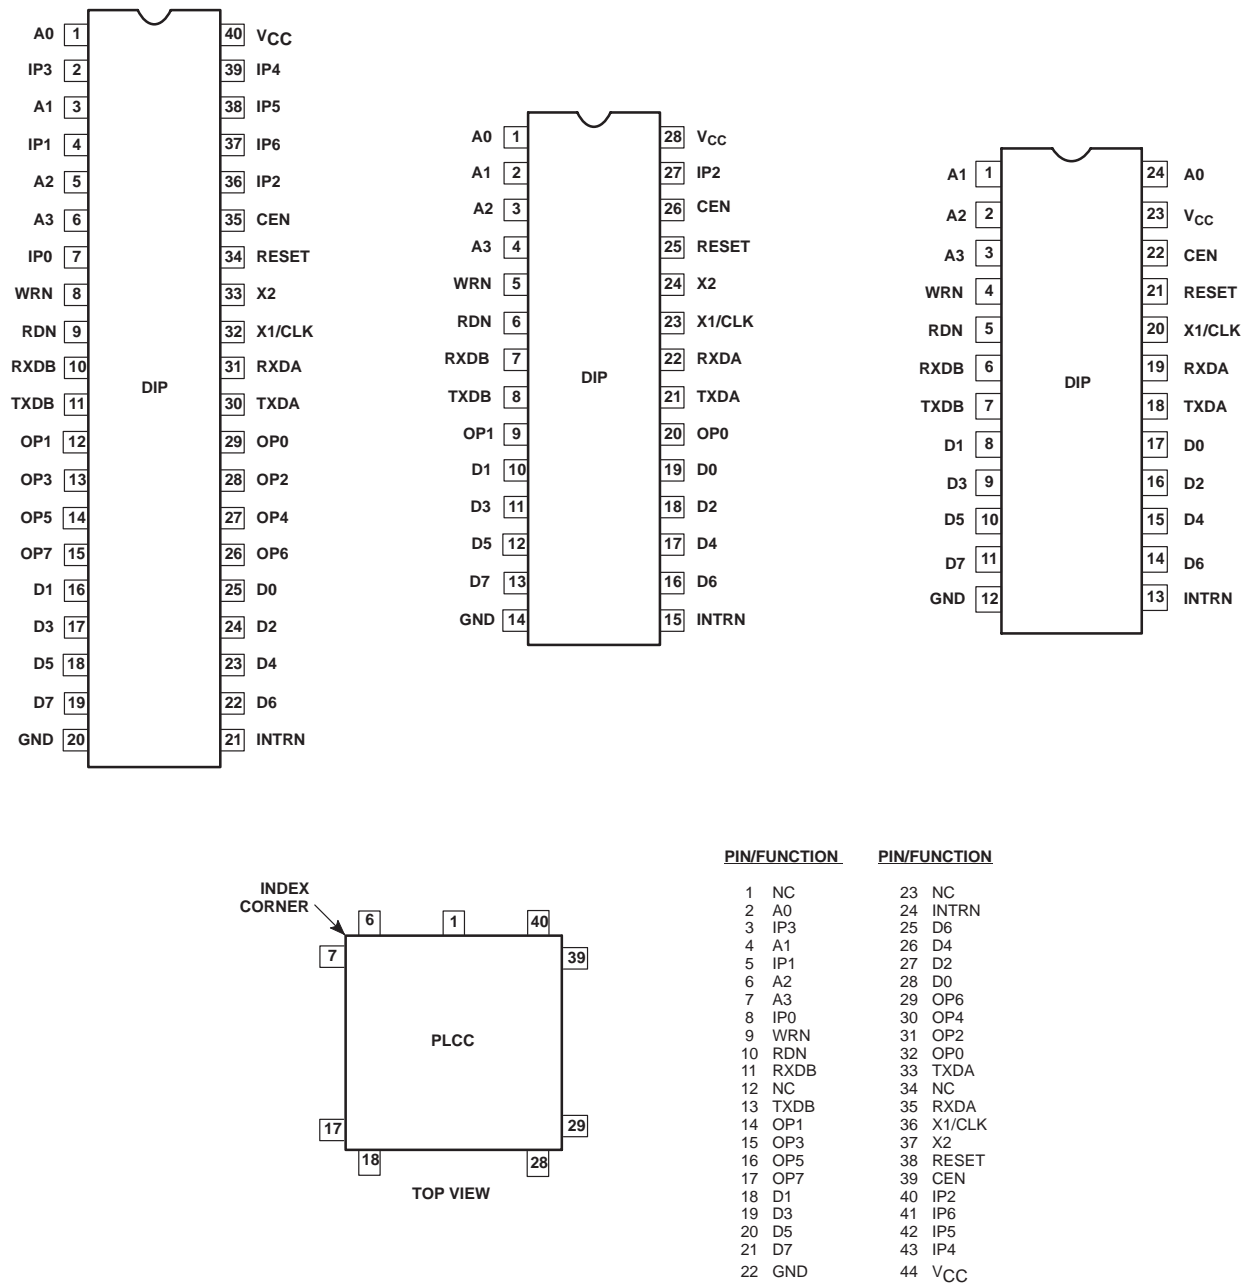 A0 1 40 VCC
IP3 2 39 IP4
A1 3 38 IP5
IP1 4 37 IP6
A2 5 36 IP2
A3 6 35 CEN
IP0 7 34 RESET
WRN 8 33 X2
RDN 9 32 X1/CLK
RXDB 10 31 RXDA
DIP
TXDB 11 30 TXDA
OP1 12 29 OP0
OP3 13 28 OP2
OP5 14 27 OP4
OP7 15 26 OP6
D1 16 25 D0
D3 17 24 D2
D5 18 23 D4
D7 19 22 D6
GND 20 21 INTRN
A0 1 28 VCC
A1 2 27 IP2
A2 3 26 CEN
A3 4 25 RESET
WRN 5 24 X2
RDN 6 23 X1/CLK
RXDB 7 22 RXDA
DIP
TXDB 8 21 TXDA
OP1 9 20 OP0
D1 10 19 D0
D3 11 18 D2
D5 12 17 D4
D7 13 16 D6
GND 14 15 INTRN
A1 1 24 A0
A2 2 23 VCC
A3 3 22 CEN
WRN 4 21 RESET
RDN 5 20 X1/CLK
RXDB 6 19 RXDA
DIP
TXDB 7 18 TXDA
D1 8 17 D0
D3 9 16 D2
D5 10 15 D4
D7 11 14 D6
GND 12 13 INTRN
INDEX
CORNER
6 1 40
7 39
PLCC
17 29
18 28
TOP VIEW
PIN/FUNCTION PIN/FUNCTION
1 NC 23 NC
2 A0 24 INTRN
3 IP3 25 D6
4 A1 26 D4
5 IP1 27 D2
6 A2 28 D0
7 A3 29 OP6
8 IP0 30 OP4
9 WRN 31 OP2
10 RDN 32 OP0
11 RXDB 33 TXDA
12 NC 34 NC
13 TXDB 35 RXDA
14 OP1 36 X1/CLK
15 OP3 37 X2
16 OP5 38 RESET
17 OP7 39 CEN
18 D1 40 IP2
19 D3 41 IP6
20 D5 42 IP5
21 D7 43 IP4
22 GND 44 VCC